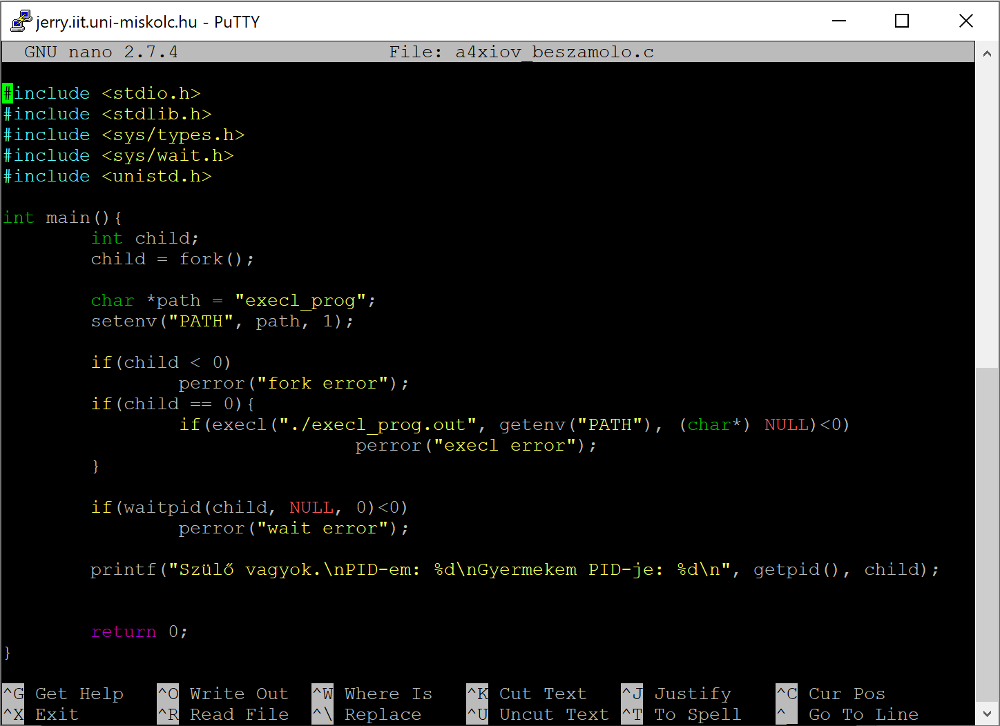 jerry.iit.uni-miskolc.hu - PuTTY
GNU nano 2.7.4 File: a4xiov_beszamolo.c
#include <stdio.h>
#include <stdlib.h>
#include <sys/types.h>
#include <sys/wait.h>
#include <unistd.h>
int main(){
int child;
child = fork();
char *path = "execl_prog";
setenv("PATH", path, 1);
if(child < 0)
perror("fork error");
if(child == 0){
if(execl("./execl_prog.out", getenv("PATH"), (char*) NULL)<0)
perror("execl error");
}
if(waitpid(child, NULL, 0)<0)
perror("wait error");
printf("Szülő vagyok.\nPID-em: %d\nGyermekem PID-je: %d\n", getpid(), child);
return 0;
}
^G Get Help ^O Write Out ^W Where Is ^K Cut Text ^J Justify ^C Cur Pos
^X Exit ^R Read File ^\ Replace ^U Uncut Text ^T To Spell ^_ Go To Line